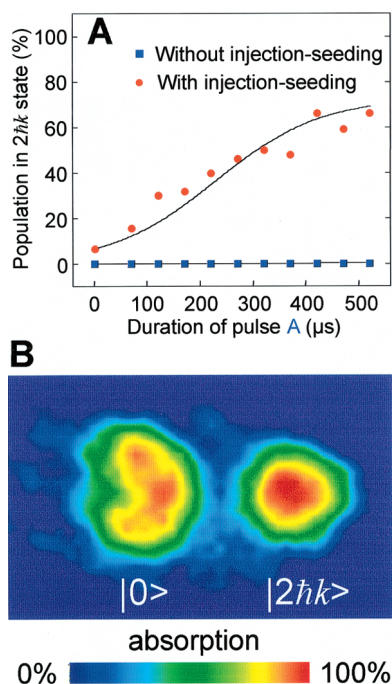 A
Population in 2ħk state (%)
100
80
60
40
20
0
Without injection-seeding
With injection-seeding
0 100 200 300 400 500
Duration of pulse A (µs)
B
|0> |2ħk>
absorption
0% 100%